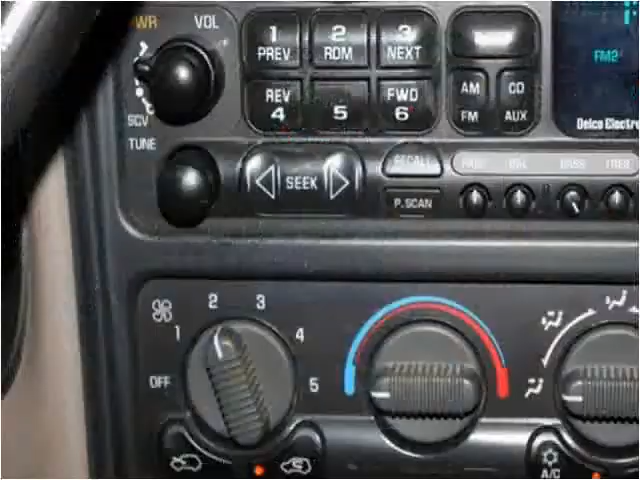 PWR VOL
1 PREV
2 RDM
3 NEXT
AM FM
CD AUX
FM2
REV 4
5
FWD 6
Delco Electro
SCV
TUNE
SEEK
RECALL
P.SCAN
BAL
BASS
TREB
OFF 1 2 3 4 5
A/C